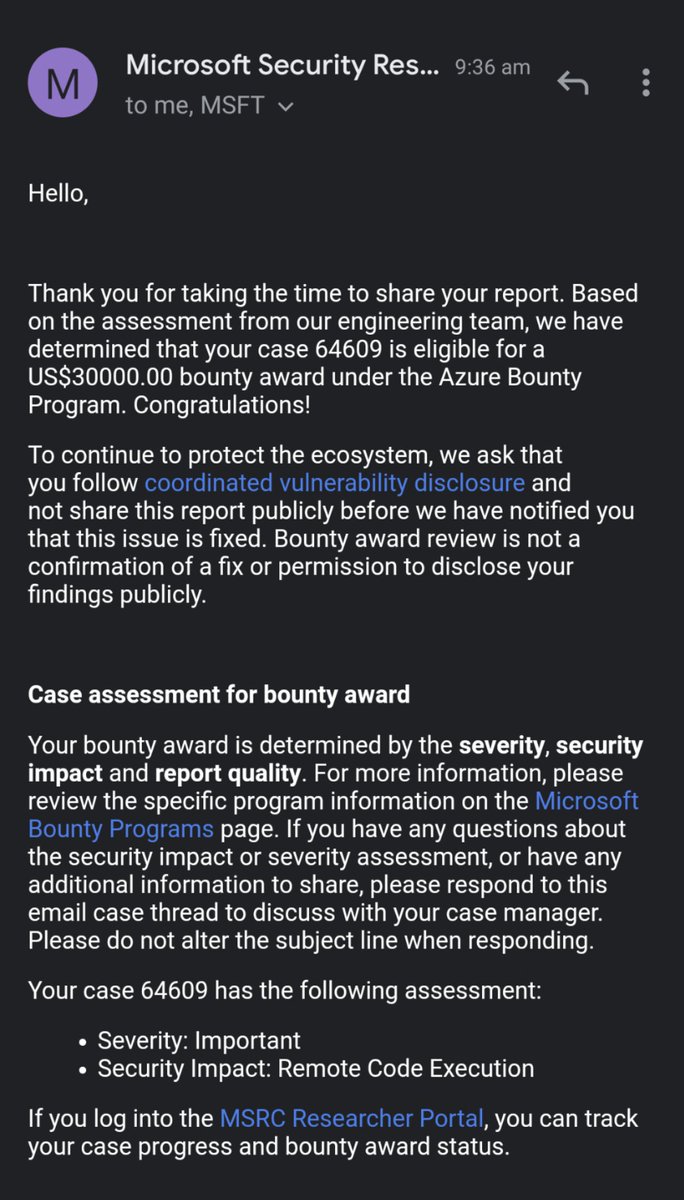 M
Microsoft Security Res... 9:36 am
to me, MSFT
Hello,
Thank you for taking the time to share your report. Based
on the assessment from our engineering team, we have
determined that your case 64609 is eligible for a
US$30000.00 bounty award under the Azure Bounty
Program. Congratulations!
To continue to protect the ecosystem, we ask that
you follow coordinated vulnerability disclosure and
not share this report publicly before we have notified you
that this issue is fixed. Bounty award review is not a
confirmation of a fix or permission to disclose your
findings publicly.
Case assessment for bounty award
Your bounty award is determined by the severity, security
impact and report quality. For more information, please
review the specific program information on the Microsoft
Bounty Programs page. If you have any questions about
the security impact or severity assessment, or have any
additional information to share, please respond to this
email case thread to discuss with your case manager.
Please do not alter the subject line when responding.
Your case 64609 has the following assessment:
• Severity: Important
• Security Impact: Remote Code Execution
If you log into the MSRC Researcher Portal, you can track
your case progress and bounty award status.